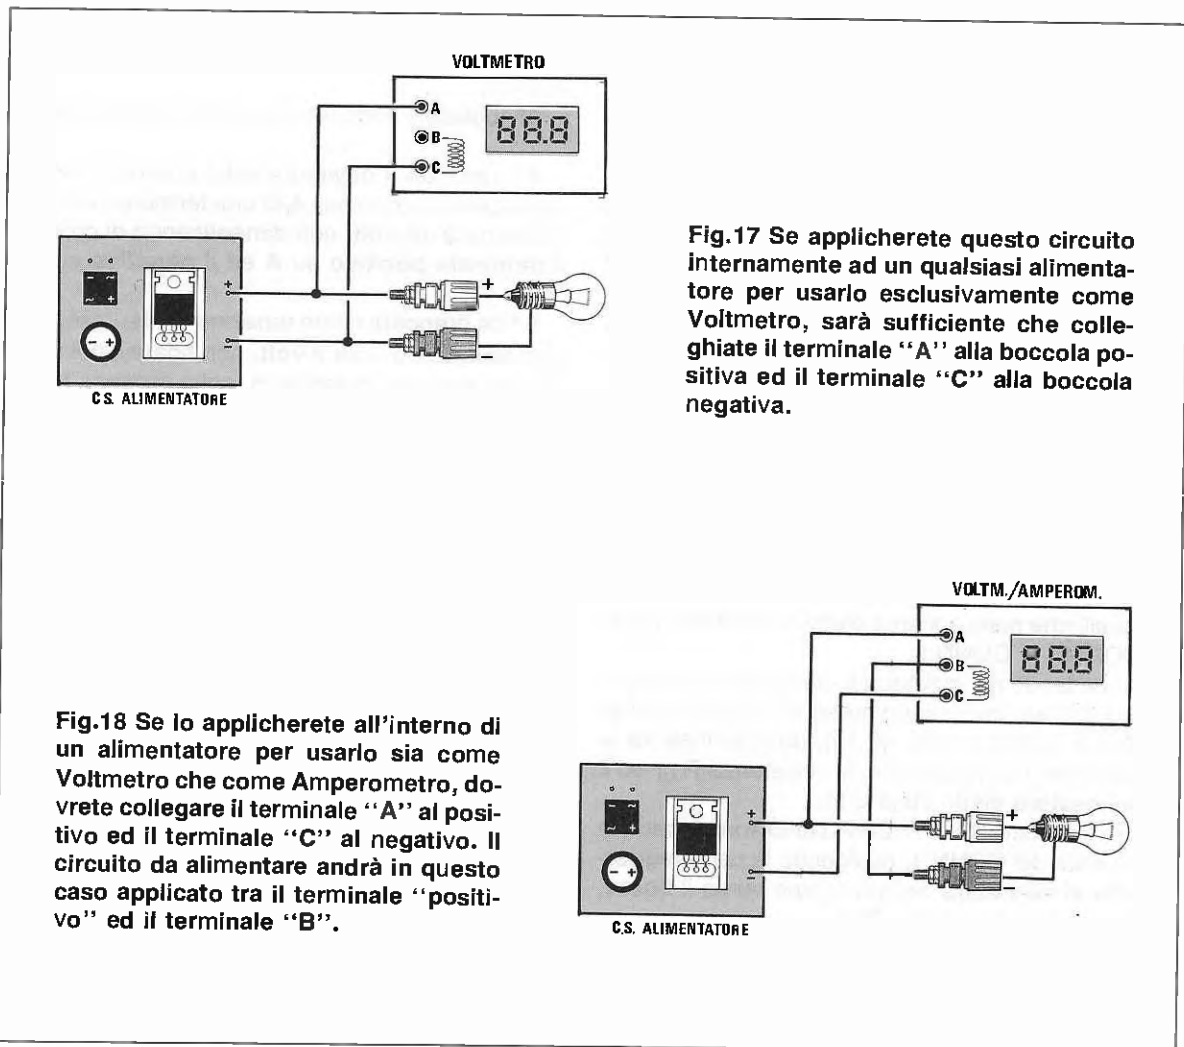 VOLTMETRO
A
B
C
88.8
+
-
~ +
- +
+
-
C.S. ALIMENTATORE
Fig.17 Se applicherete questo circuito
internamente ad un qualsiasi alimenta-
tore per usarlo esclusivamente come
Voltmetro, sarà sufficiente che colle-
ghiate il terminale "A" alla boccola po-
sitiva ed il terminale "C" alla boccola
negativa.
VOLTM./AMPEROM.
A
B
C
88.8
Fig.18 Se lo applicherete all'interno di
un alimentatore per usarlo sia come
Voltmetro che come Amperometro, do-
vrete collegare il terminale "A" al posi-
tivo ed il terminale "C" al negativo. Il
circuito da alimentare andrà in questo
caso applicato tra il terminale "positi-
vo" ed il terminale "B".
+
-
- +
+
-
C.S. ALIMENTATORE